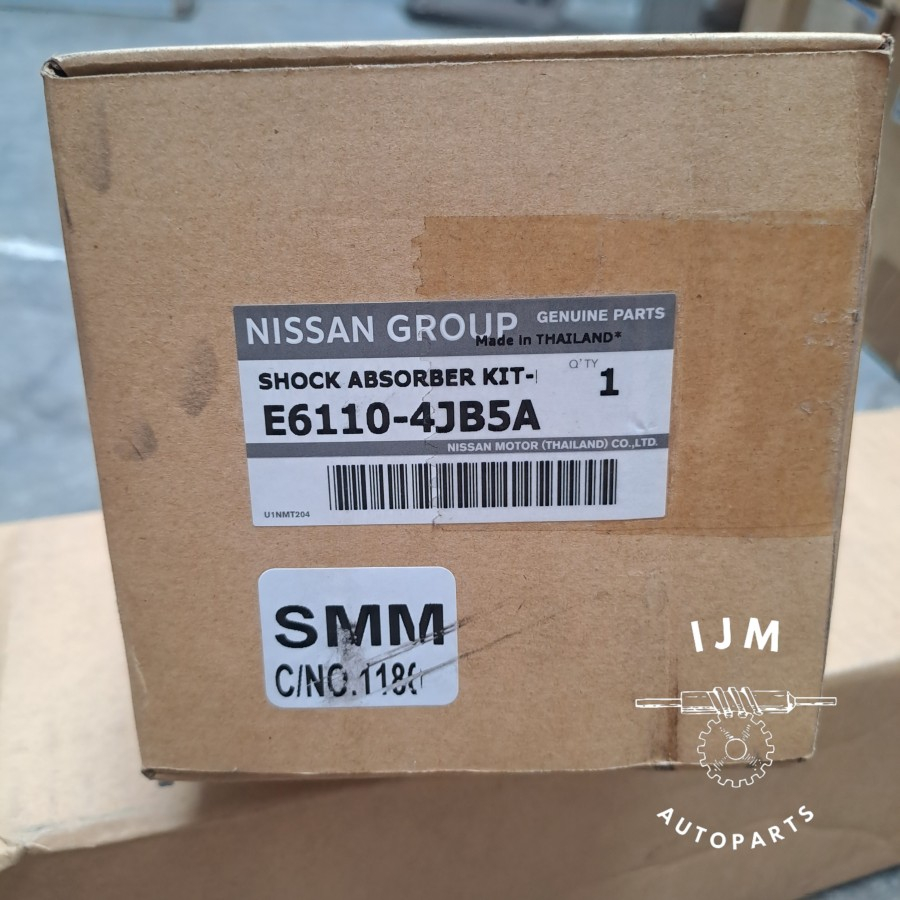 NISSAN GROUP GENUINE PARTS
Made in THAILAND*
SHOCK ABSORBER KIT-
Q'TY 1
E6110-4JB5A
NISSAN MOTOR (THAILAND) CO.,LTD.
U1NMT204
SMM
C/NO.
IJM
AUTOPARTS